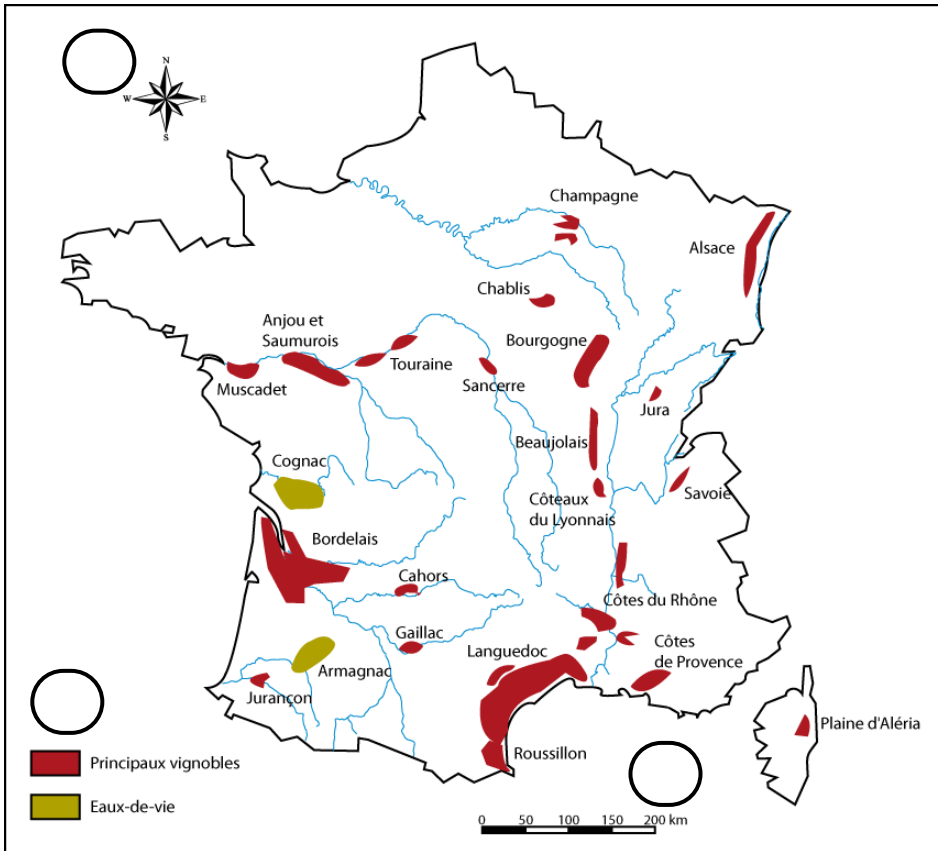 N
W
E
S
Champagne
Alsace
Chablis
Anjou et
Saumurois
Bourgogne
Touraine
Muscadet
Sancerre
Jura
Beaujolais
Cognac
Savoie
Côteaux
du Lyonnais
Bordelais
Cahors
Côtes du Rhône
Gaillac
Languedoc
Côtes
de Provence
Armagnac
Jurançon
Plaine d'Aléria
Roussillon
Principaux vignobles
Eaux-de-vie
0 50 100 150 200 km